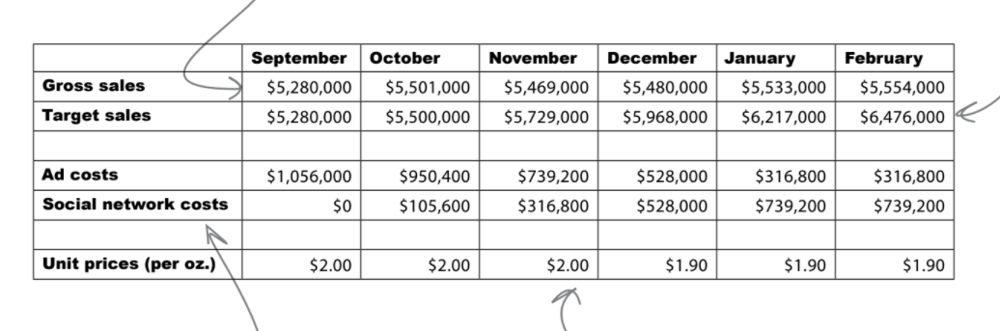 September October November December January February
Gross sales $5,280,000 $5,501,000 $5,469,000 $5,480,000 $5,533,000 $5,554,000
Target sales $5,280,000 $5,500,000 $5,729,000 $5,968,000 $6,217,000 $6,476,000
Ad costs $1,056,000 $950,400 $739,200 $528,000 $316,800 $316,800
Social network costs $0 $105,600 $316,800 $528,000 $739,200 $739,200
Unit prices (per oz.) $2.00 $2.00 $2.00 $1.90 $1.90 $1.90